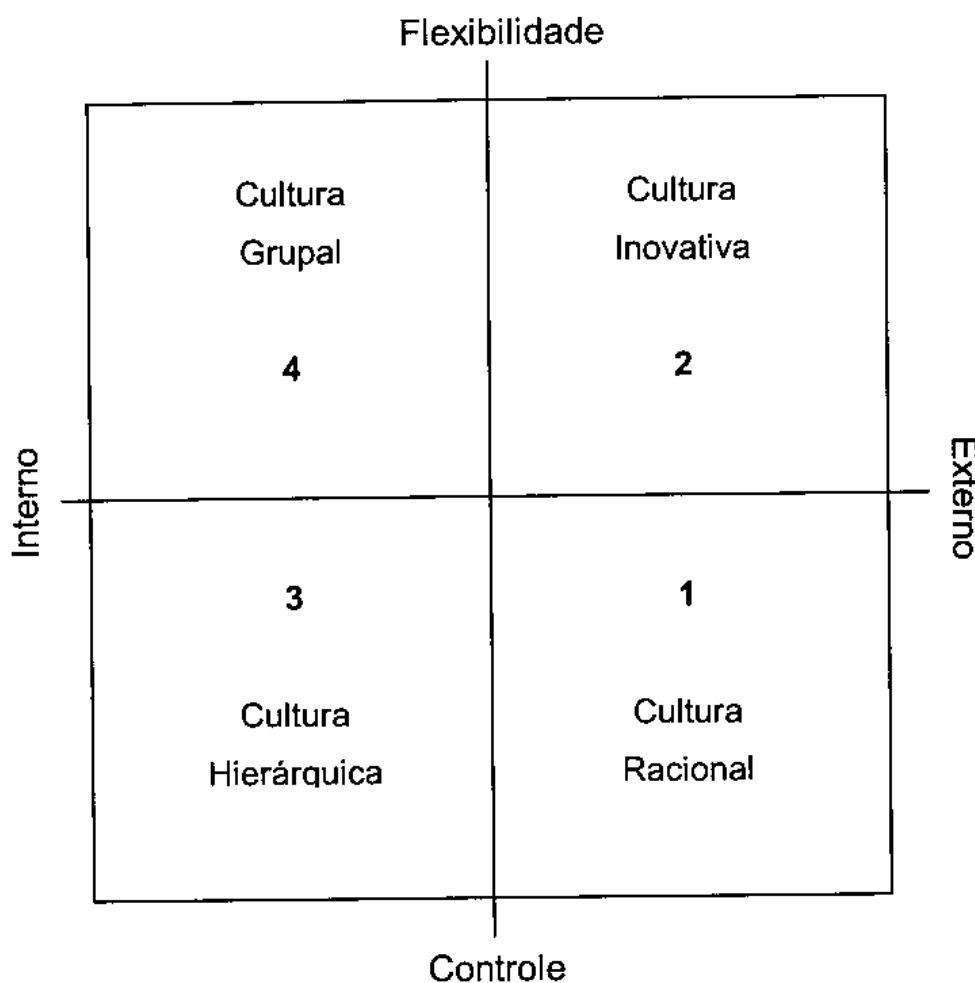 Flexibilidade
Cultura
Grupal
4
Cultura
Inovativa
2
Interno
Externo
3
Cultura
Hierárquica
1
Cultura
Racional
Controle